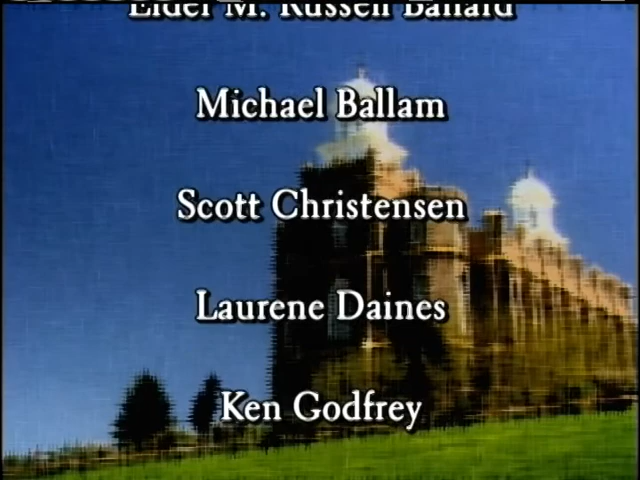 Elder M. Russell Ballard
Michael Ballam
Scott Christensen
Laurene Daines
Ken Godfrey